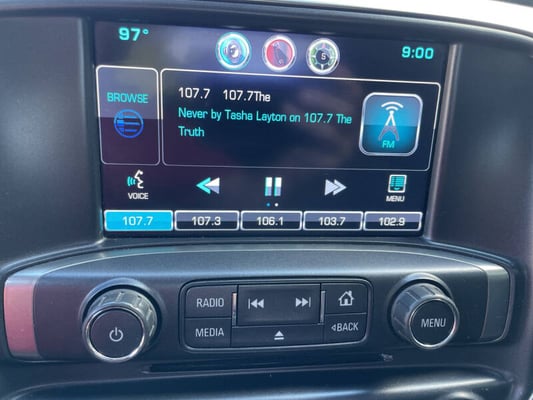 97°
9:00
S
BROWSE
107.7 107.7The
Never by Tasha Layton on 107.7 The
Truth
FM
VOICE
MENU
107.7
107.3
106.1
103.7
102.9
RADIO
MEDIA
BACK
MENU